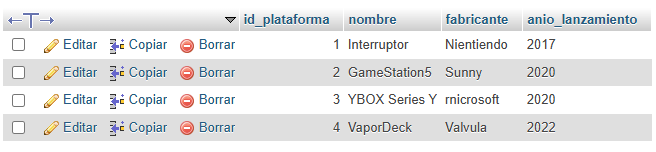 id_plataforma nombre fabricante anio_lanzamiento
Editar Copiar Borrar 1 Interruptor Nientiendo 2017
Editar Copiar Borrar 2 GameStation5 Sunny 2020
Editar Copiar Borrar 3 YBOX Series Y rnicrosoft 2020
Editar Copiar Borrar 4 VaporDeck Valvula 2022